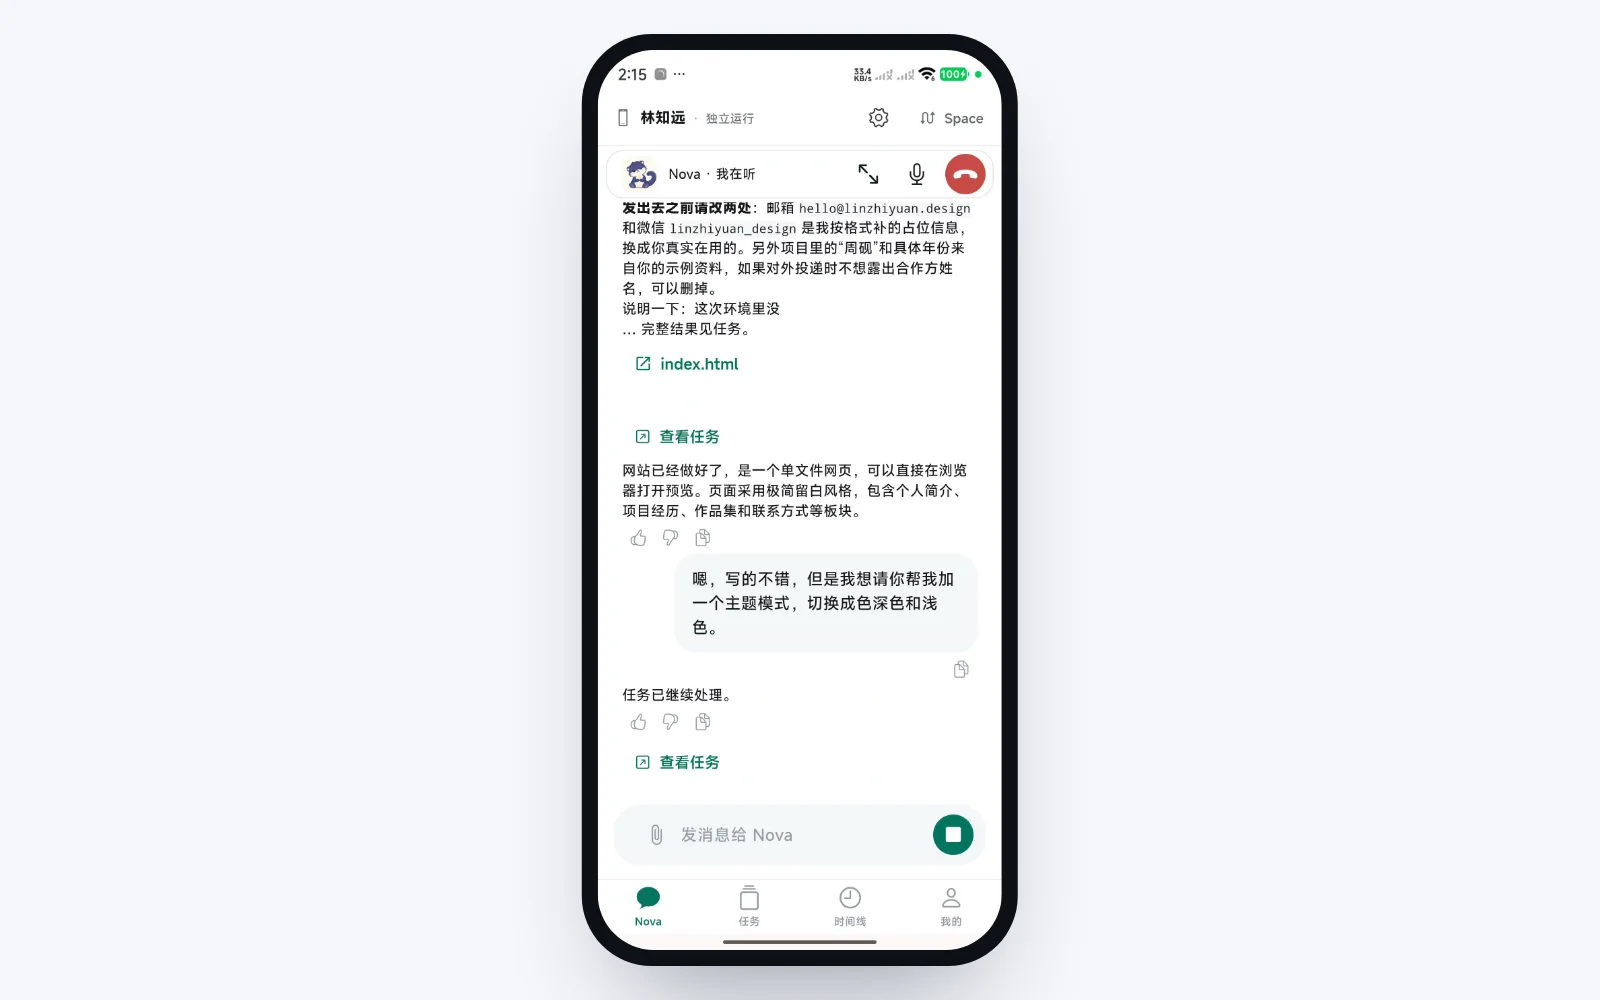 2:15 ···
33.4 KB/s 100
林知远 · 独立运行 Space
Nova · 我在听
发出去之前请改两处：邮箱 hello@linzhiyuan.design
和微信 linzhiyuan_design 是我按格式补的占位信息，
换成你真实在用的。另外项目里的“周砚”和具体年份来
自你的示例资料，如果对外投递时不想露出合作方姓
名，可以删掉。
说明一下：这次环境里没
... 完整结果见任务。
index.html
查看任务
网站已经做好了，是一个单文件网页，可以直接在浏览
器打开预览。页面采用极简留白风格，包含个人简介、
项目经历、作品集和联系方式等板块。
嗯，写的不错，但是我想请你帮我加
一个主题模式，切换成色深色和浅
色。
任务已继续处理。
查看任务
发消息给 Nova
Nova 任务 时间线 我的